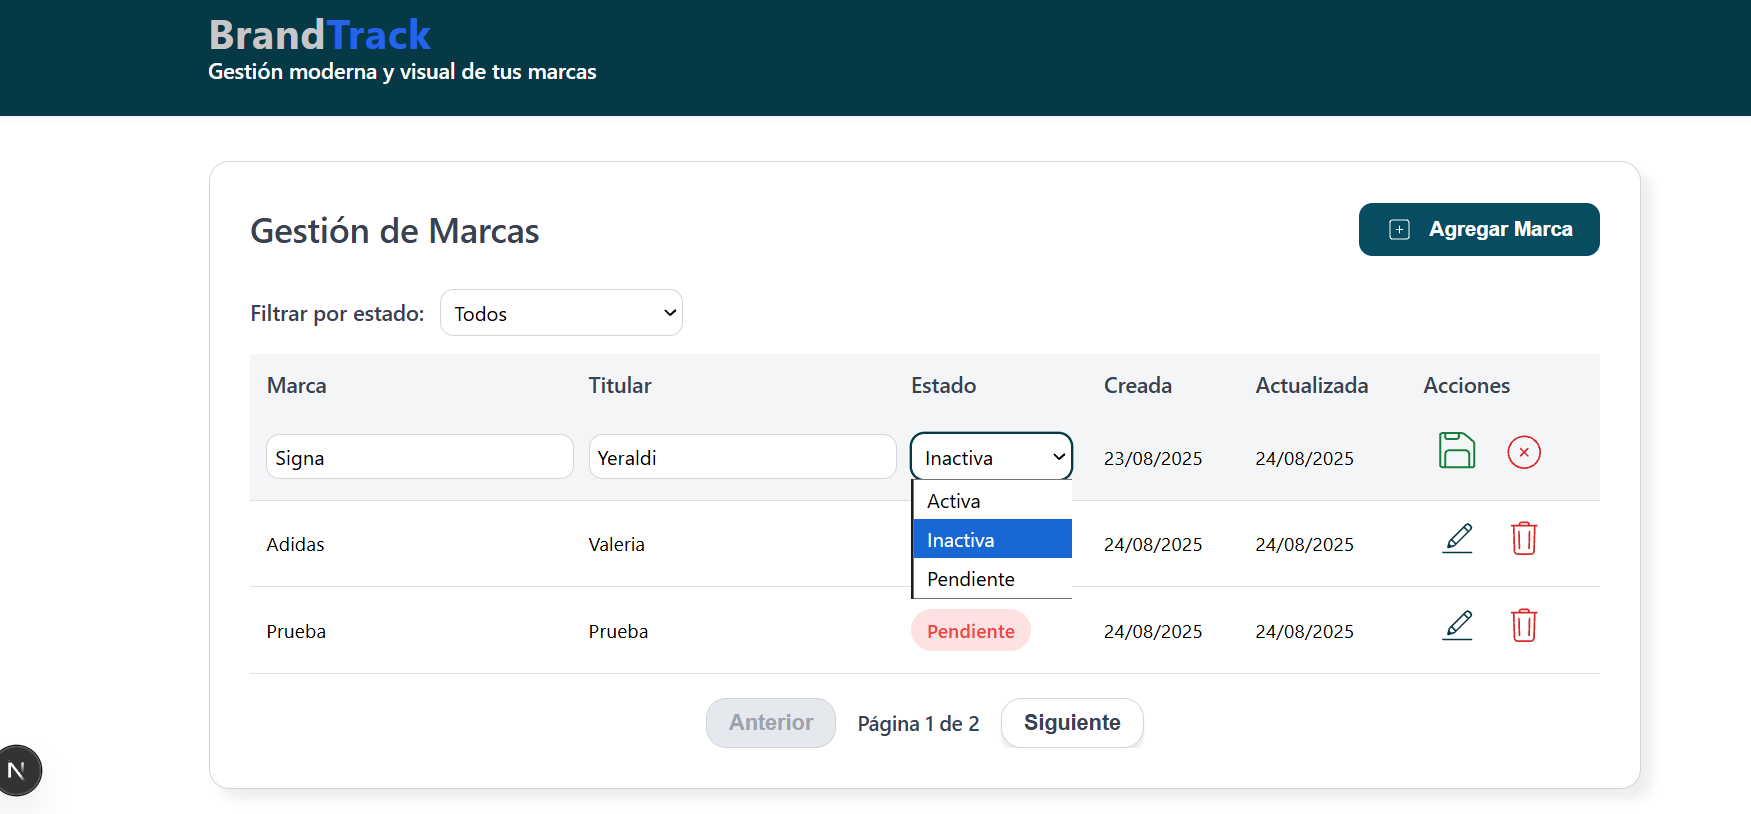 BrandTrack
Gestión moderna y visual de tus marcas
Gestión de Marcas
Agregar Marca
Filtrar por estado: Todos
Marca Titular Estado Creada Actualizada Acciones
Signa Yeraldi Inactiva 23/08/2025 24/08/2025
Activa
Inactiva
Pendiente
Adidas Valeria 24/08/2025 24/08/2025
Prueba Prueba Pendiente 24/08/2025 24/08/2025
Anterior Página 1 de 2 Siguiente
N